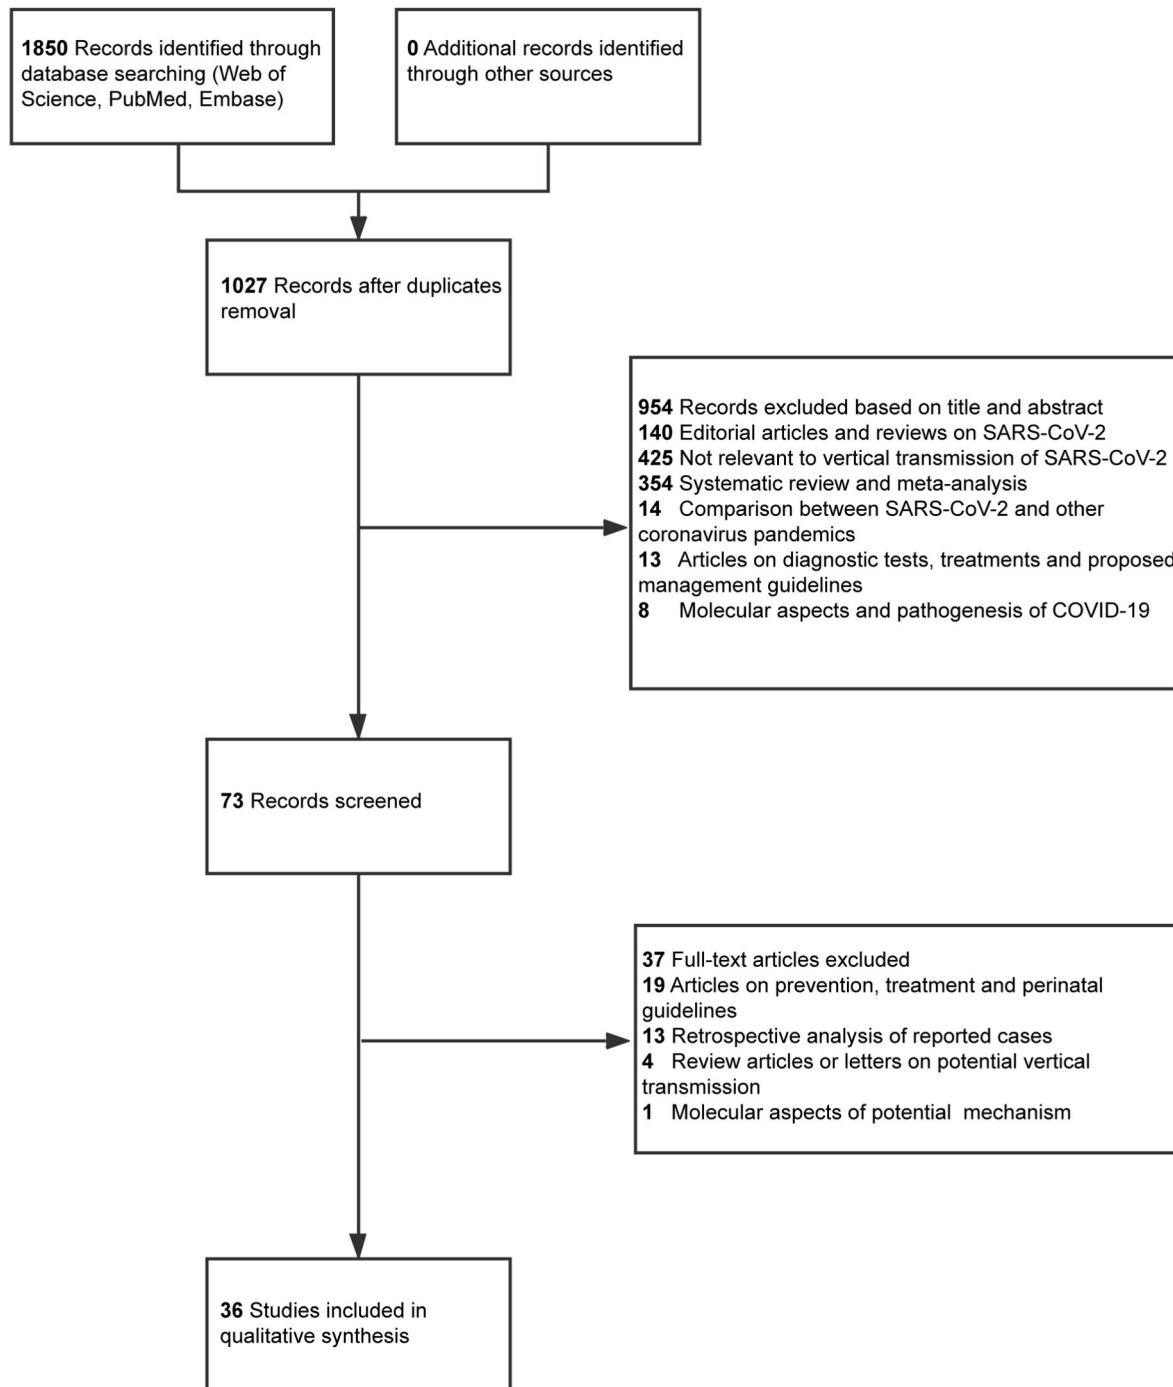 1850 Records identified through
database searching (Web of
Science, PubMed, Embase)
0 Additional records identified
through other sources
1027 Records after duplicates
removal
954 Records excluded based on title and abstract
140 Editorial articles and reviews on SARS-CoV-2
425 Not relevant to vertical transmission of SARS-CoV-2
354 Systematic review and meta-analysis
14 Comparison between SARS-CoV-2 and other
coronavirus pandemics
13 Articles on diagnostic tests, treatments and proposed
management guidelines
8 Molecular aspects and pathogenesis of COVID-19
73 Records screened
37 Full-text articles excluded
19 Articles on prevention, treatment and perinatal
guidelines
13 Retrospective analysis of reported cases
4 Review articles or letters on potential vertical
transmission
1 Molecular aspects of potential mechanism
36 Studies included in
qualitative synthesis